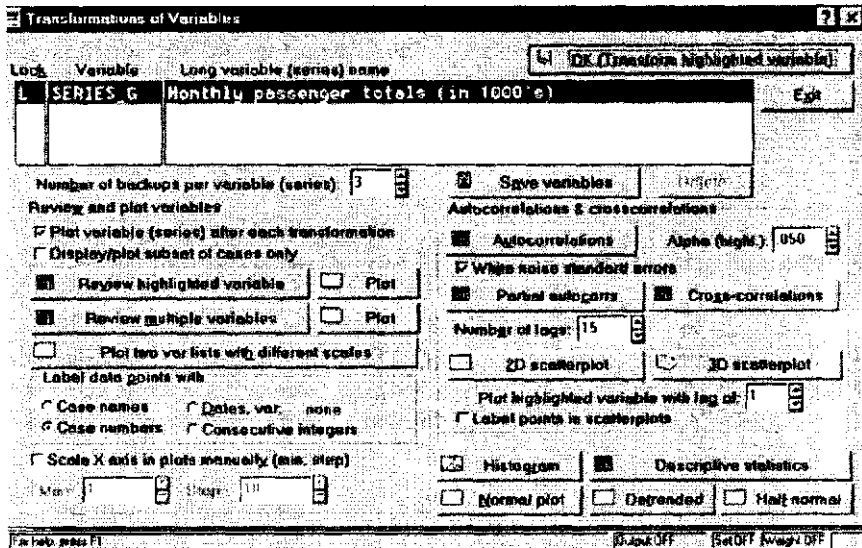 Transformations of Variables
OK (Transform highlighted variable)
Lock Variable Long variable (series) name
L SERIES_G Monthly passenger totals (in 1000's)
Exit
Number of backups per variable (series): 3
Save variables
Delete
Review and plot variables
Autocorrelations & crosscorrelations
Plot variable (series) after each transformation
Autocorrelations
Alpha (highl.): .050
Display/plot subset of cases only
White noise standard errors
Review highlighted variable
Plot
Partial autocorrs
Cross-correlations
Review multiple variables
Plot
Number of lags: 15
Plot two var lists with different scales
2D scatterplot
3D scatterplot
Label data points with
Plot highlighted variable with lag of: 1
Case names
Dates, var. none
Label points in scatterplots
Case numbers
Consecutive integers
Scale X axis in plots manually (min, step)
Histogram
Descriptive statistics
Min: 1
Step: 10
Normal plot
Detrended
Half-normal
For help, press F1
Output:OFF
Sel:OFF
Weight:OFF